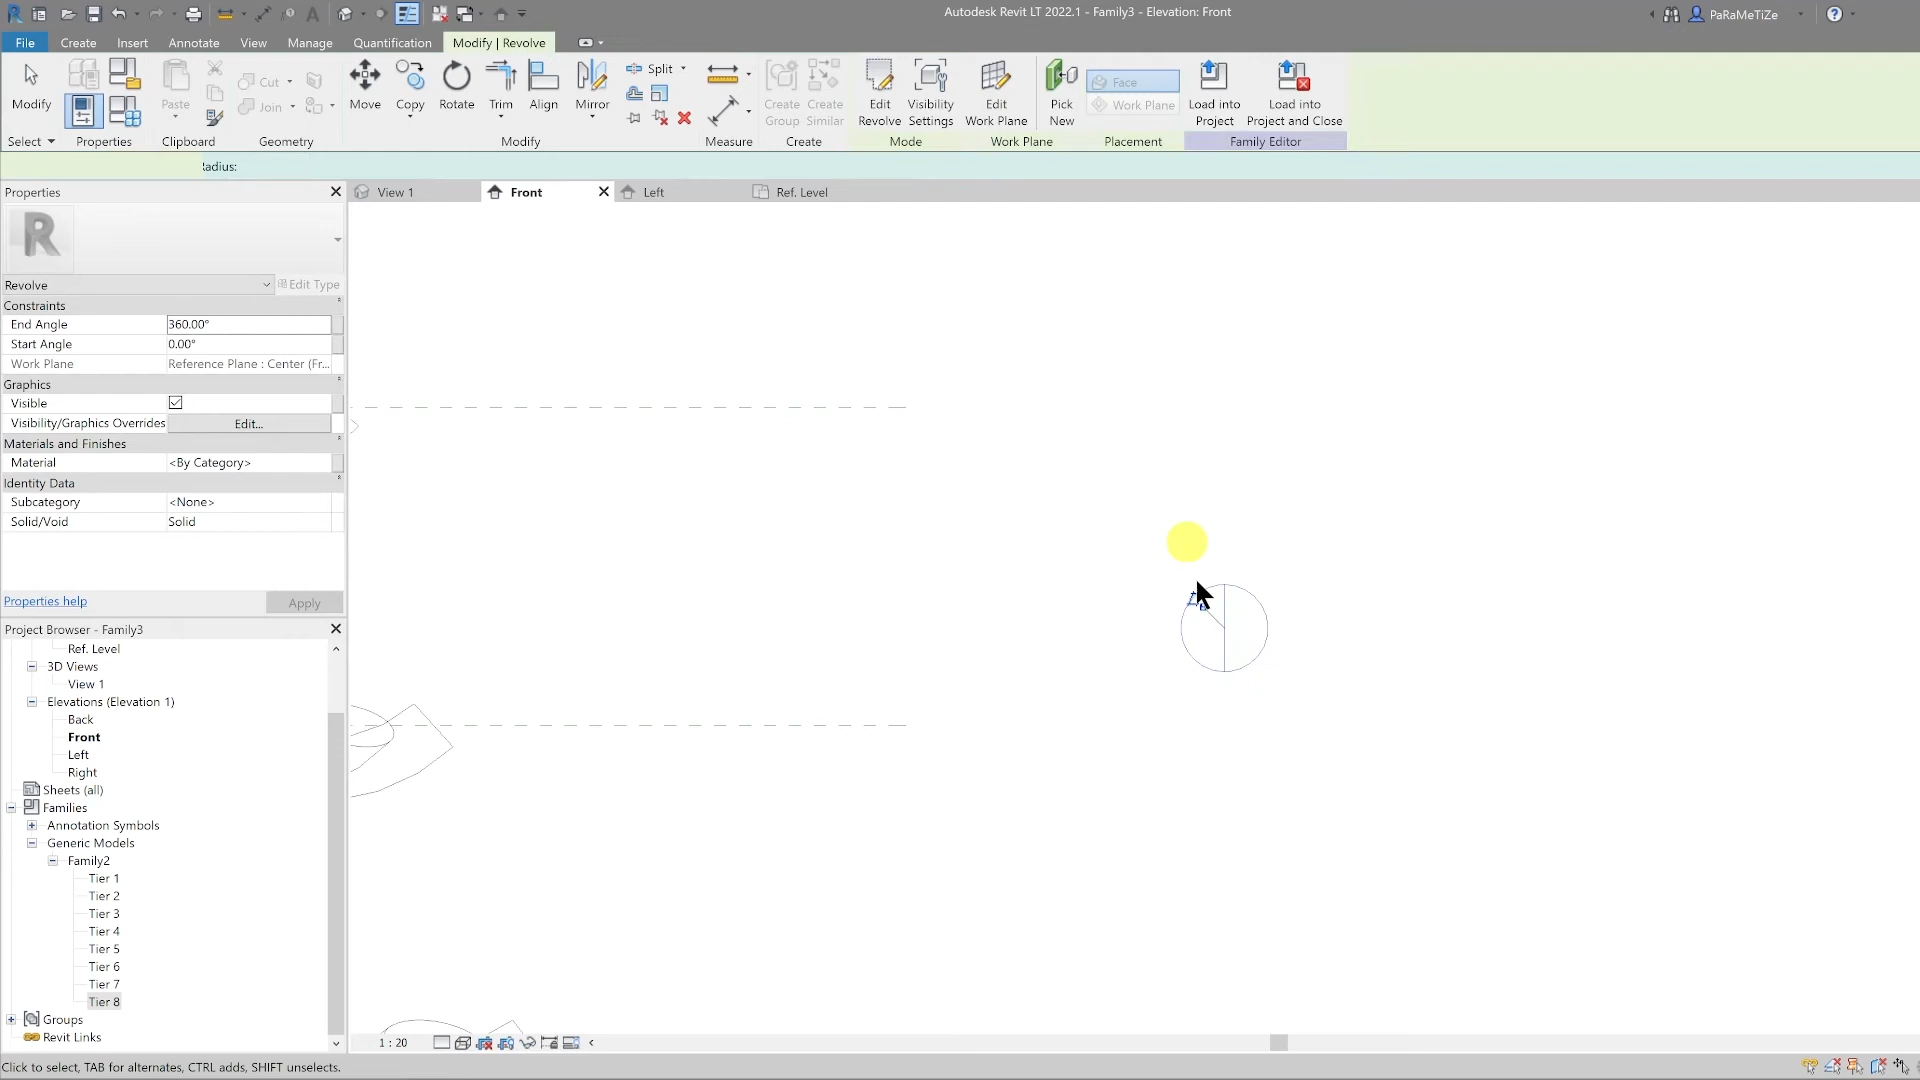 Autodesk Revit LT 2022.1 - Family3 - Elevation: Front
PaRaMeTiZe
File
Create
Insert
Annotate
View
Manage
Quantification
Modify | Revolve
Modify
Paste
Cut
Join
Move
Copy
Rotate
Trim
Align
Mirror
Split
Create Group
Create Similar
Edit Revolve
Visibility Settings
Edit Work Plane
Pick New
Face
Work Plane
Load into Project
Load into Project and Close
Select
Properties
Clipboard
Geometry
Modify
Measure
Create
Mode
Work Plane
Placement
Family Editor
Radius:
Properties
View 1
Front
Left
Ref. Level
Revolve
Edit Type
Constraints
End Angle 360.00°
Start Angle 0.00°
Work Plane Reference Plane : Center (Fr...
Graphics
Visible
Visibility/Graphics Overrides Edit...
Materials and Finishes
Material <By Category>
Identity Data
Subcategory <None>
Solid/Void Solid
Properties help
Apply
Project Browser - Family3
Ref. Level
3D Views
View 1
Elevations (Elevation 1)
Back
Front
Left
Right
Sheets (all)
Families
Annotation Symbols
Generic Models
Family2
Tier 1
Tier 2
Tier 3
Tier 4
Tier 5
Tier 6
Tier 7
Tier 8
Groups
Revit Links
1 : 20
Click to select, TAB for alternates, CTRL adds, SHIFT unselects.